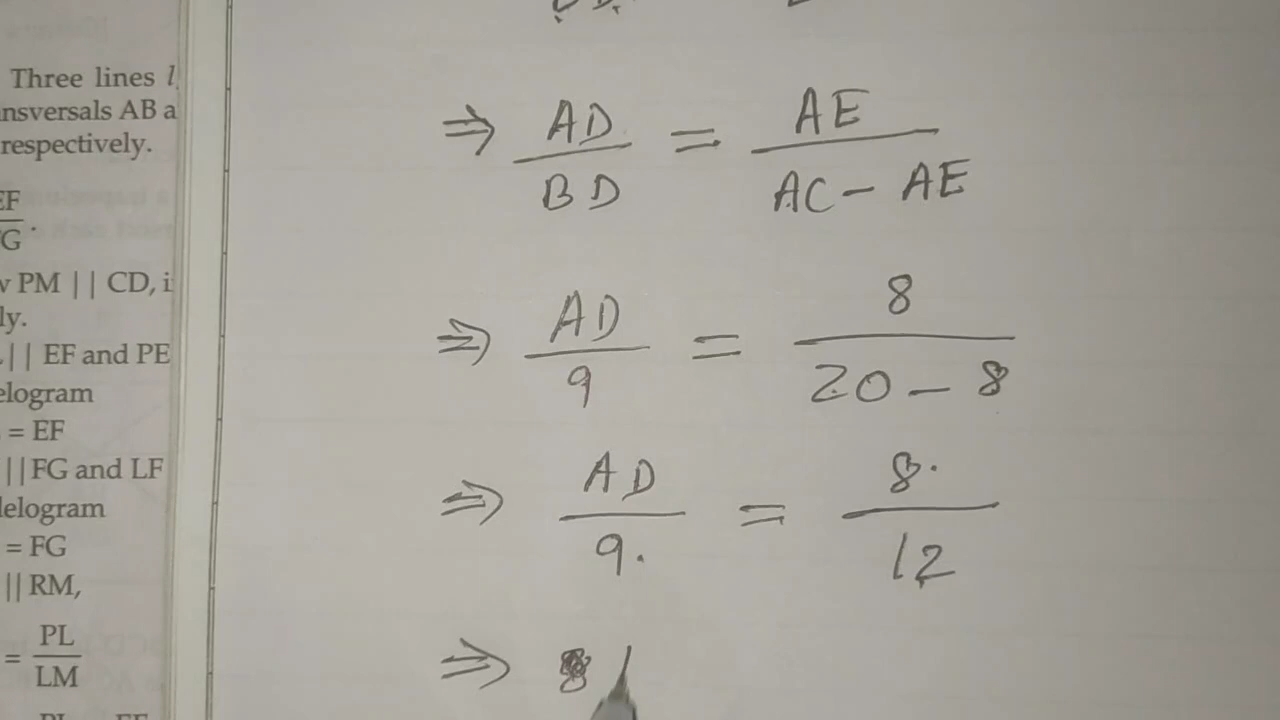 Three lines l
nsversals AB a
respectively.
EF
G .
PM || CD, i
ly.
|| EF and PE
elogram
= EF
|| FG and LF
lelogram
= FG
|| RM,
= PL
LM
⇒ AD / BD = AE / AC - AE
⇒ AD / 9 = 8 / 20 - 8
⇒ AD / 9. = 8. / 12
⇒